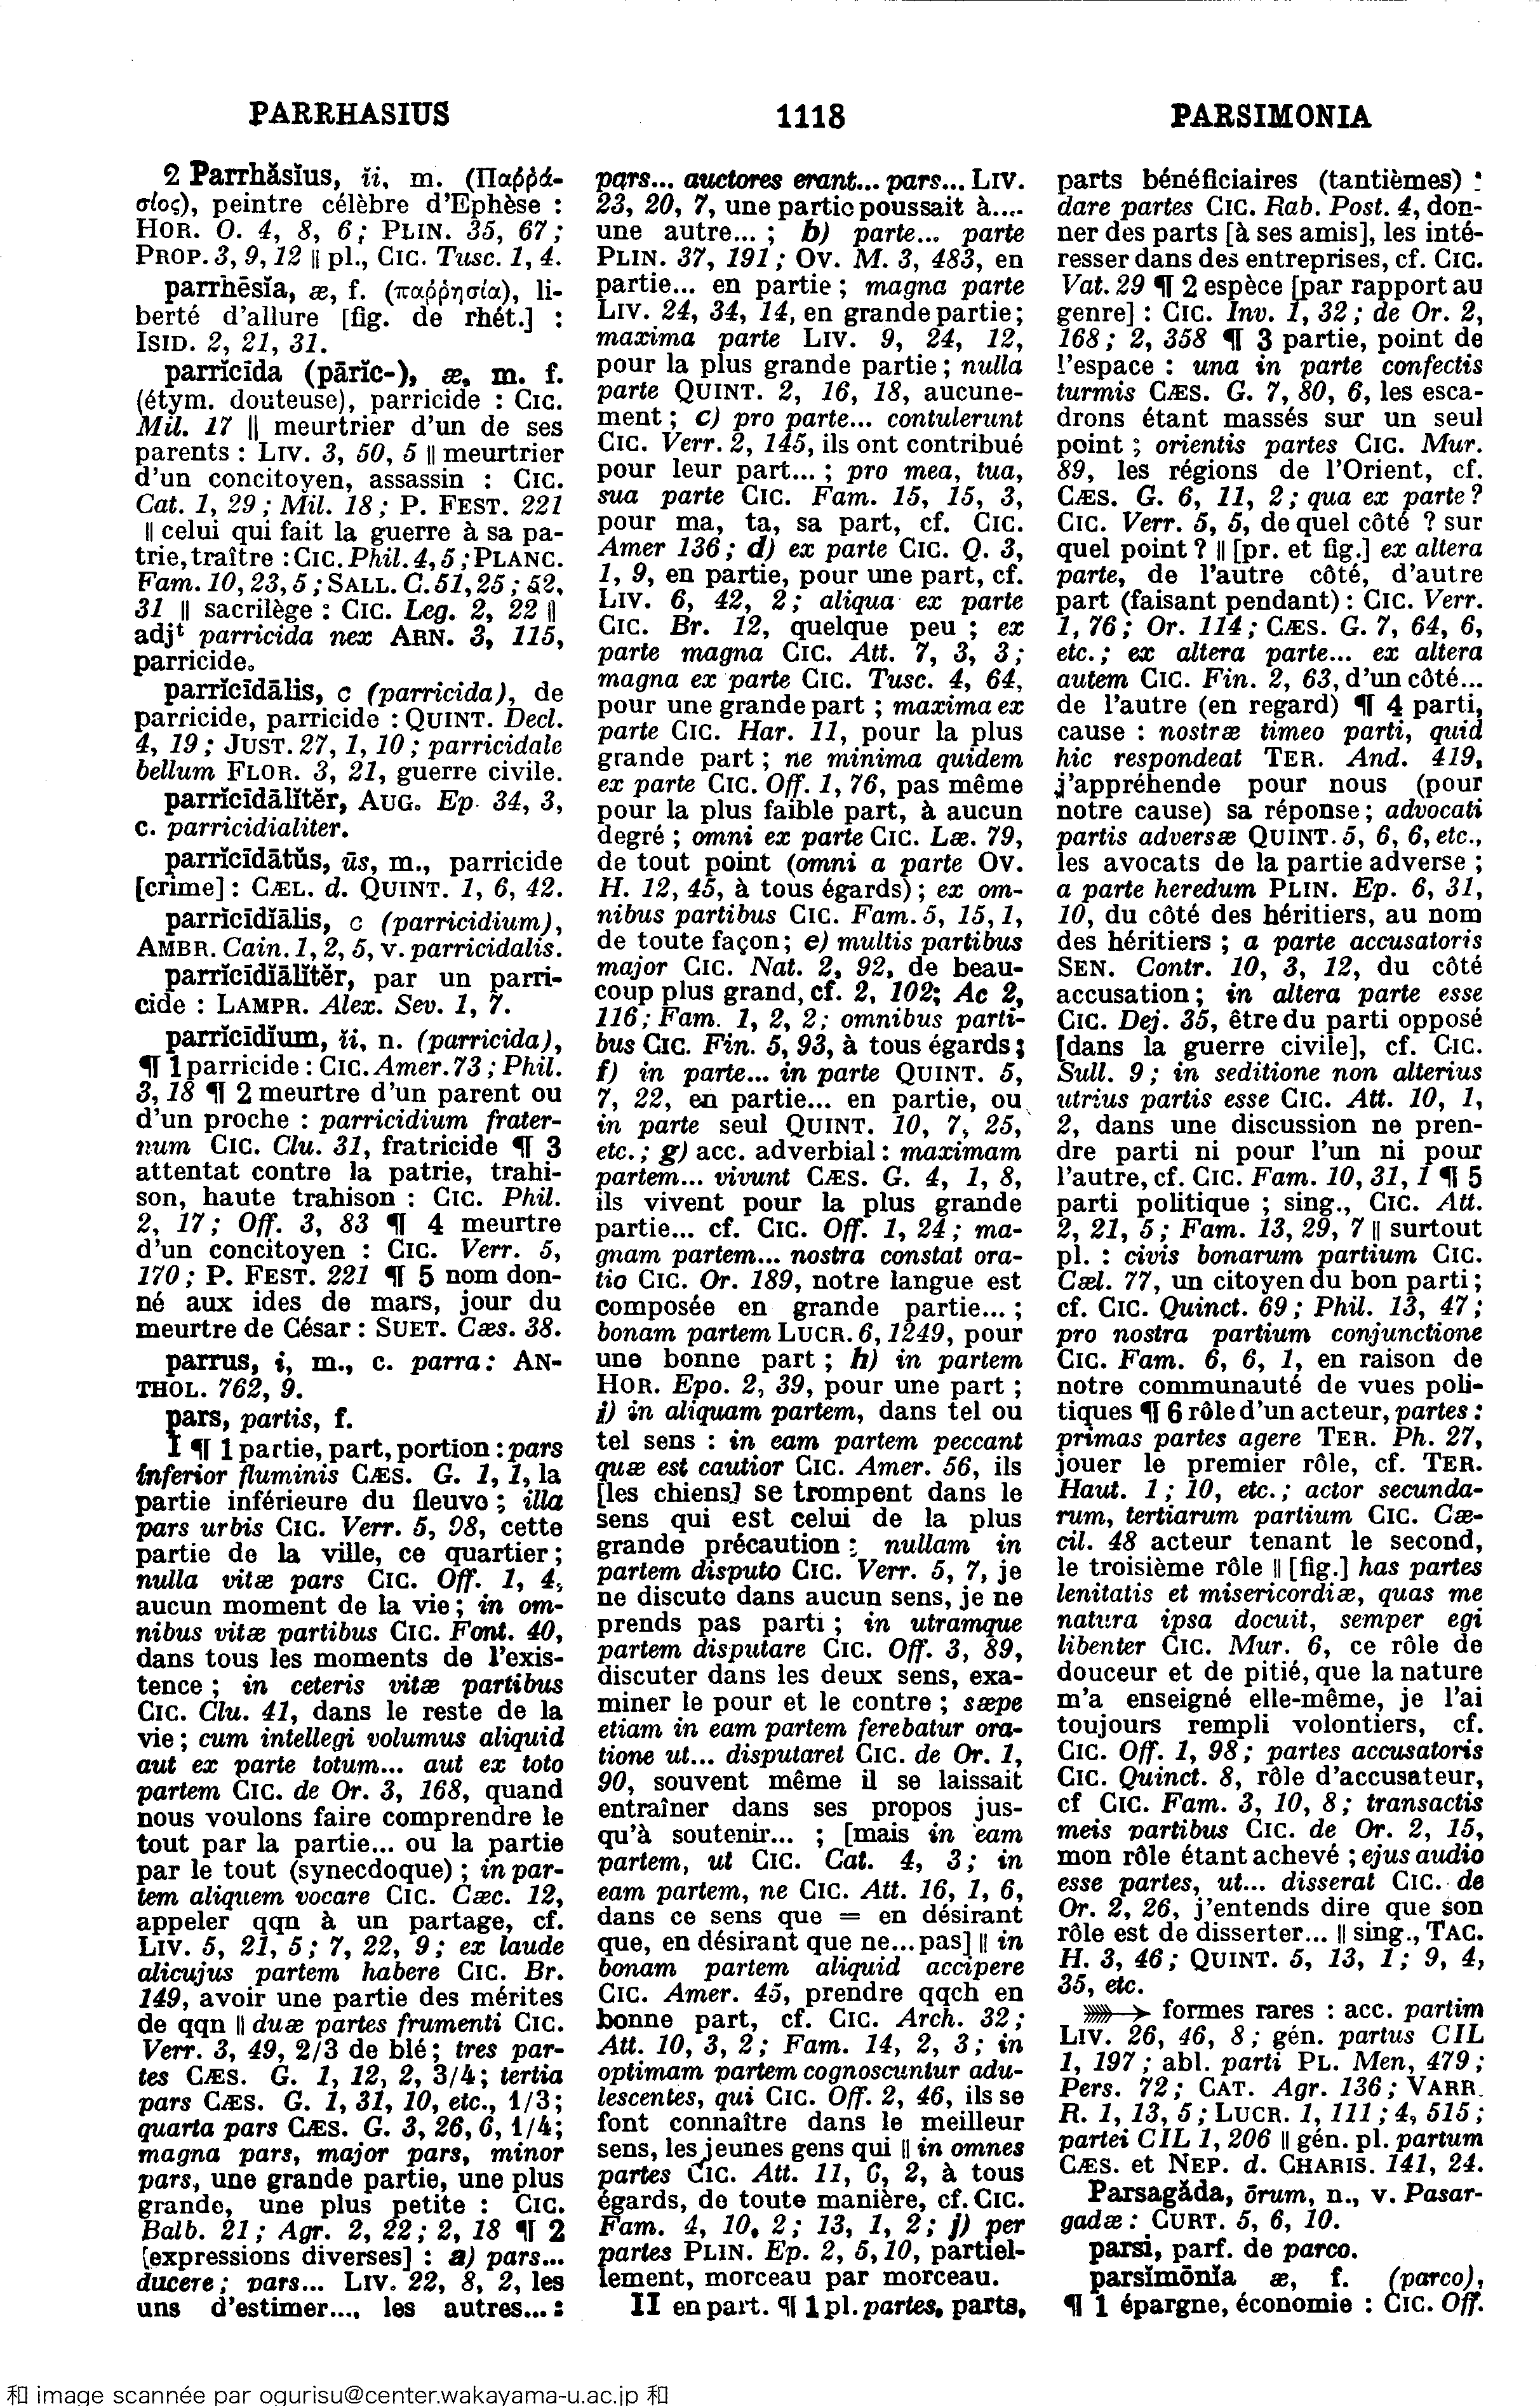 PARRHASIUS 1118 PARSIMONIA
2 Parrhăsĭus, ĭi, m. (Παῤῥά-
σίος), peintre célèbre d'Ephèse :
HOR. O. 4, 8, 6; PLIN. 35, 67;
PROP. 3, 9, 12 || pl., CIC. Tusc. 1, 4.
parrhēsĭa, æ, f. (παῤῥησία), li-
berté d'allure [fig. de rhét.] :
ISID. 2, 21, 31.
parrĭcīda (pāric-), æ, m. f.
(étym. douteuse), parricide : CIC.
Mil. 17 || meurtrier d'un de ses
parents : LIV. 3, 50, 5 || meurtrier
d'un concitoyen, assassin : CIC.
Cat. 1, 29; Mil. 18; P. FEST. 221
|| celui qui fait la guerre à sa pa-
trie, traître : CIC. Phil. 4, 5; PLANC.
Fam. 10, 23, 5; SALL. C. 51, 25; 52,
31 || sacrilège : CIC. Leg. 2, 22 ||
adjt parricida nex ARN. 3, 115,
parricide.
parrĭcīdālis, e (parricida), de
parricide, parricide : QUINT. Decl.
4, 19; JUST. 27, 1, 10; parricidale
bellum FLOR. 3, 21, guerre civile.
parrĭcīdālĭtĕr, AUG. Ep. 34, 3,
c. parricidialiter.
parrĭcīdātŭs, ūs, m., parricide
[crime] : CÆL. d. QUINT. 1, 6, 42.
parrĭcīdĭālis, e (parricidium),
AMBR. Cain. 1, 2, 5, v. parricidalis.
parrĭcīdĭālĭtĕr, par un parri-
cide : LAMPR. Alex. Sev. 1, 7.
parrĭcīdĭum, ĭi, n. (parricida),
¶ 1 parricide : CIC. Amer. 73; Phil.
3, 18 ¶ 2 meurtre d'un parent ou
d'un proche : parricidium frater-
num CIC. Clu. 31, fratricide ¶ 3
attentat contre la patrie, trahi-
son, haute trahison : CIC. Phil.
2, 17; Off. 3, 83 ¶ 4 meurtre
d'un concitoyen : CIC. Verr. 5,
170; P. FEST. 221 ¶ 5 nom don-
né aux ides de mars, jour du
meurtre de César : SUET. Cæs. 38.
parrus, i, m., c. parra : AN-
THOL. 762, 9.
pars, partis, f.
I ¶ 1 partie, part, portion : pars
inferior fluminis CÆS. G. 1, 1, la
partie inférieure du fleuve ; illa
pars urbis CIC. Verr. 5, 98, cette
partie de la ville, ce quartier ;
nulla vitæ pars CIC. Off. 1, 4,
aucun moment de la vie ; in om-
nibus vitæ partibus CIC. Font. 40,
dans tous les moments de l'exis-
tence ; in ceteris vitæ partibus
CIC. Clu. 41, dans le reste de la
vie ; cum intellegi volumus aliquid
aut ex parte totum... aut ex toto
partem CIC. de Or. 3, 168, quand
nous voulons faire comprendre le
tout par la partie... ou la partie
par le tout (synecdoque) ; in par-
tem aliquem vocare CIC. Cæc. 12,
appeler qqn à un partage, cf.
LIV. 5, 21, 5; 7, 22, 9; ex laude
alicujus partem habere CIC. Br.
149, avoir une partie des mérites
de qqn || duæ partes frumenti CIC.
Verr. 3, 49, 2/3 de blé; tres par-
tes CÆS. G. 1, 12, 2, 3/4; tertia
pars CÆS. G. 1, 31, 10, etc., 1/3;
quarta pars CÆS. G. 3, 26, 6, 1/4;
magna pars, major pars, minor
pars, une grande partie, une plus
grande, une plus petite : CIC.
Balb. 21; Agr. 2, 22; 2, 18 ¶ 2
[expressions diverses] : a) pars...
ducere; pars... LIV. 22, 8, 2, les
uns d'estimer..., les autres... :
pars... auctores erant... pars... LIV.
23, 20, 7, une partie poussait à...
une autre... ; b) parte... parte
PLIN. 37, 191; OV. M. 3, 483, en
partie... en partie ; magna parte
LIV. 24, 34, 14, en grande partie;
maxima parte LIV. 9, 24, 12,
pour la plus grande partie; nulla
parte QUINT. 2, 16, 18, aucune-
ment ; c) pro parte... contulerunt
CIC. Verr. 2, 145, ils ont contribué
pour leur part... ; pro mea, tua,
sua parte CIC. Fam. 15, 15, 3,
pour ma, ta, sa part, cf. CIC.
Amer 136; d) ex parte CIC. Q. 3,
1, 9, en partie, pour une part, cf.
LIV. 6, 42, 2; aliqua ex parte
CIC. Br. 12, quelque peu ; ex
parte magna CIC. Att. 7, 3, 3;
magna ex parte CIC. Tusc. 4, 64,
pour une grande part ; maxima ex
parte CIC. Har. 11, pour la plus
grande part ; ne minima quidem
ex parte CIC. Off. 1, 76, pas même
pour la plus faible part, à aucun
degré ; omni ex parte CIC. Læ. 79,
de tout point (omni a parte OV.
H. 12, 45, à tous égards) ; ex om-
nibus partibus CIC. Fam. 5, 15, 1,
de toute façon; e) multis partibus
major CIC. Nat. 2, 92, de beau-
coup plus grand, cf. 2, 102; Ac 2,
116; Fam. 1, 2, 2; omnibus parti-
bus CIC. Fin. 5, 93, à tous égards;
f) in parte... in parte QUINT. 5,
7, 22, en partie... en partie, ou
in parte seul QUINT. 10, 7, 25,
etc.; g) acc. adverbial : maximam
partem... vivunt CÆS. G. 4, 1, 8,
ils vivent pour la plus grande
partie... cf. CIC. Off. 1, 24; ma-
gnam partem... nostra constat ora-
tio CIC. Or. 189, notre langue est
composée en grande partie... ;
bonam partem LUCR. 6, 1249, pour
une bonne part ; h) in partem
HOR. Epo. 2, 39, pour une part ;
i) in aliquam partem, dans tel ou
tel sens : in eam partem peccant
quæ est cautior CIC. Amer. 56, ils
[les chiens] se trompent dans le
sens qui est celui de la plus
grande précaution ; nullam in
partem disputo CIC. Verr. 5, 7, je
ne discute dans aucun sens, je ne
prends pas parti ; in utramque
partem disputare CIC. Off. 3, 89,
discuter dans les deux sens, exa-
miner le pour et le contre ; sæpe
etiam in eam partem ferebatur ora-
tione ut... disputaret CIC. de Or. 1,
90, souvent même il se laissait
entraîner dans ses propos jus-
qu'à soutenir... ; [mais in eam
partem, ut CIC. Cat. 4, 3; in
eam partem, ne CIC. Att. 16, 1, 6,
dans ce sens que = en désirant
que, en désirant que ne... pas] || in
bonam partem aliquid accipere
CIC. Amer. 45, prendre qqch en
bonne part, cf. CIC. Arch. 32;
Att. 10, 3, 2; Fam. 14, 2, 3; in
optimam partem cognoscuntur adu-
lescentes, qui CIC. Off. 2, 46, ils se
font connaître dans le meilleur
sens, les jeunes gens qui || in omnes
partes CIC. Att. 11, 6, 2, à tous
égards, de toute manière, cf. CIC.
Fam. 4, 10, 2; 13, 1, 2; j) per
partes PLIN. Ep. 2, 5, 10, partiel-
lement, morceau par morceau.
II en part. ¶ 1 pl. partes, parts,
parts bénéficiaires (tantièmes) :
dare partes CIC. Rab. Post. 4, don-
ner des parts [à ses amis], les inté-
resser dans des entreprises, cf. CIC.
Vat. 29 ¶ 2 espèce [par rapport au
genre] : CIC. Inv. 1, 32; de Or. 2,
168; 2, 358 ¶ 3 partie, point de
l'espace : una in parte confectis
turmis CÆS. G. 7, 80, 6, les esca-
drons étant massés sur un seul
point ; orientis partes CIC. Mur.
89, les régions de l'Orient, cf.
CÆS. G. 6, 11, 2; qua ex parte?
CIC. Verr. 5, 5, de quel côté ? sur
quel point ? || [pr. et fig.] ex altera
parte, de l'autre côté, d'autre
part (faisant pendant) : CIC. Verr.
1, 76; Or. 114; CÆS. G. 7, 64, 6,
etc.; ex altera parte... ex altera
autem CIC. Fin. 2, 63, d'un côté...
de l'autre (en regard) ¶ 4 parti,
cause : nostræ timeo parti, quid
hic respondeat TER. And. 419,
j'appréhende pour nous (pour
notre cause) sa réponse ; advocati
partis adversæ QUINT. 5, 6, 6, etc.,
les avocats de la partie adverse ;
a parte heredum PLIN. Ep. 6, 31,
10, du côté des héritiers, au nom
des héritiers ; a parte accusatoris
SEN. Contr. 10, 3, 12, du côté
accusation ; in altera parte esse
CIC. Dej. 35, être du parti opposé
[dans la guerre civile], cf. CIC.
Sull. 9; in seditione non alterius
utrius partis esse CIC. Att. 10, 1,
2, dans une discussion ne pren-
dre parti ni pour l'un ni pour
l'autre, cf. CIC. Fam. 10, 31, 1 ¶ 5
parti politique ; sing., CIC. Att.
2, 21, 5; Fam. 13, 29, 7 || surtout
pl. : civis bonarum partium CIC.
Cæl. 77, un citoyen du bon parti ;
cf. CIC. Quinct. 69; Phil. 13, 47;
pro nostra partium conjunctione
CIC. Fam. 6, 6, 1, en raison de
notre communauté de vues poli-
tiques ¶ 6 rôle d'un acteur, partes :
primas partes agere TER. Ph. 27,
jouer le premier rôle, cf. TER.
Haut. 1; 10, etc.; actor secunda-
rum, tertiarum partium CIC. Cæ-
cil. 48 acteur tenant le second,
le troisième rôle || [fig.] has partes
lenitatis et misericordiæ, quas me
natura ipsa docuit, semper egi
libenter CIC. Mur. 6, ce rôle de
douceur et de pitié, que la nature
m'a enseigné elle-même, je l'ai
toujours rempli volontiers, cf.
CIC. Off. 1, 98; partes accusatoris
CIC. Quinct. 8, rôle d'accusateur,
cf CIC. Fam. 3, 10, 8; transactis
meis partibus CIC. de Or. 2, 15,
mon rôle étant achevé ; ejus audio
esse partes, ut... disserat CIC. de
Or. 2, 26, j'entends dire que son
rôle est de disserter... || sing., TAC.
H. 3, 46; QUINT. 5, 13, 1; 9, 4,
35, etc.
formes rares : acc. partim
LIV. 26, 46, 8; gén. partus CIL
1, 197; abl. parti PL. Men, 479;
Pers. 72; CAT. Agr. 136; VARR.
R. 1, 13, 5; LUCR. 1, 111; 4, 515;
partei CIL 1, 206 || gén. pl. partum
CÆS. et NEP. d. CHARIS. 141, 24.
Parsagăda, ōrum, n., v. Pasar-
gadæ : CURT. 5, 6, 10.
parsi, parf. de parco.
parsĭmōnĭa æ, f. (parco),
¶ 1 épargne, économie : CIC. Off.
和 image scannée par ogurisu@center.wakayama-u.ac.jp 和